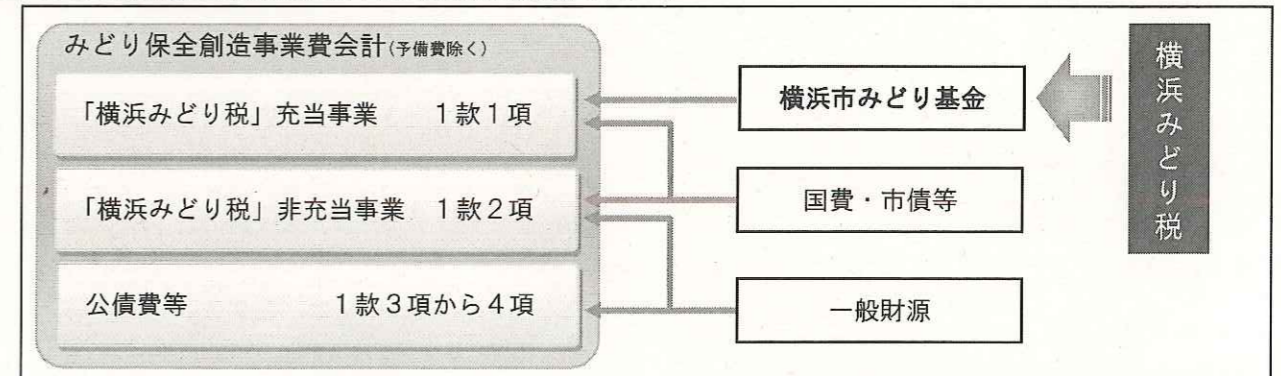 みどり保全創造事業費会計(予備費除く)
「横浜みどり税」充当事業　1款1項
「横浜みどり税」非充当事業　1款2項
公債費等　1款3項から4項
横浜市みどり基金
国費・市債等
一般財源
横浜みどり税